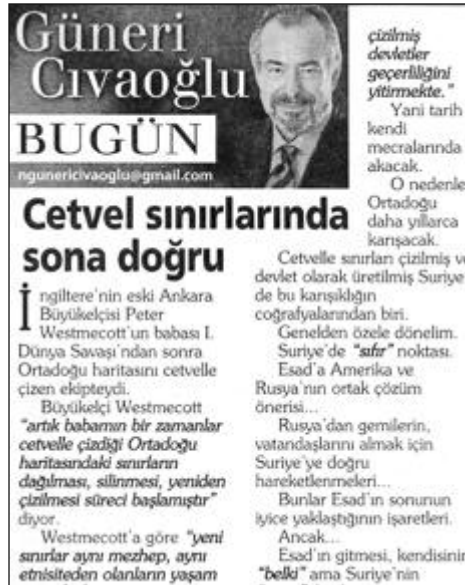 Güneri
Cıvaoğlu
BUGÜN
ngunericivaoglu@gmail.com
Cetvel sınırlarında
sona doğru
İngiltere'nin eski Ankara
Büyükelçisi Peter
Westmecott'un babası I.
Dünya Savaşı'ndan sonra
Ortadoğu haritasını cetvelle
çizen ekipteydi.
Büyükelçi Westmecott
"artık babamın bir zamanlar
cetvelle çizdiği Ortadoğu
haritasındaki sınırların
dağılması, silinmesi, yeniden
çizilmesi süreci başlamıştır"
diyor.
Westmecott'a göre "yeni
sınırlar aynı mezhep, aynı
etnisiteden olanların yaşam
çizilmiş
devletler
geçerliliğini
yitirmekte."
Yani tarih
kendi
mecralarında
akacak.
O nedenle
Ortadoğu
daha yıllarca
karışacak.
Cetvelle sınırları çizilmiş ve
devlet olarak üretilmiş Suriye
de bu karışıklığın
coğrafyalarından biri.
Genelden özele dönelim.
Suriye'de "sıfır" noktası.
Esad'a Amerika ve
Rusya'nın ortak çözüm
önerisi...
Rusya'dan gemilerin,
vatandaşlarını almak için
Suriye'ye doğru
hareketlenmeleri...
Bunlar Esad'ın sonunun
iyice yaklaştığının işaretleri.
Ancak...
Esad'ın gitmesi, kendisinin
"belki" ama Suriye'nin